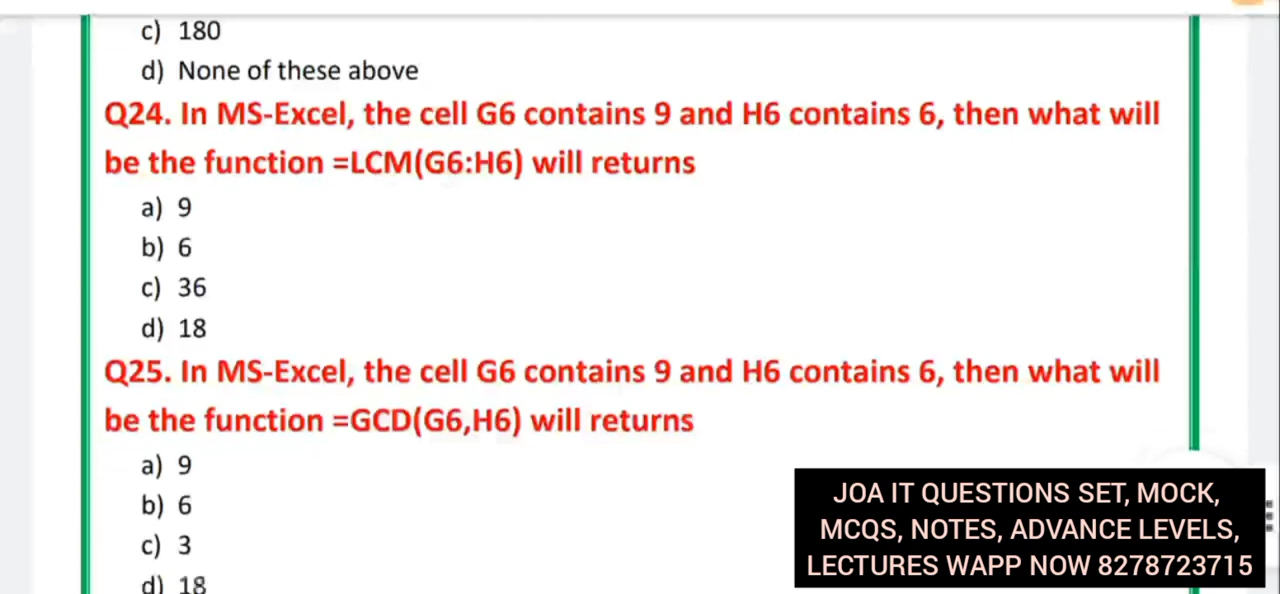 c) 180
d) None of these above
Q24. In MS-Excel, the cell G6 contains 9 and H6 contains 6, then what will
be the function =LCM(G6:H6) will returns
a) 9
b) 6
c) 36
d) 18
Q25. In MS-Excel, the cell G6 contains 9 and H6 contains 6, then what will
be the function =GCD(G6,H6) will returns
a) 9
b) 6
c) 3
d) 18
JOA IT QUESTIONS SET, MOCK,
MCQS, NOTES, ADVANCE LEVELS,
LECTURES WAPP NOW 8278723715